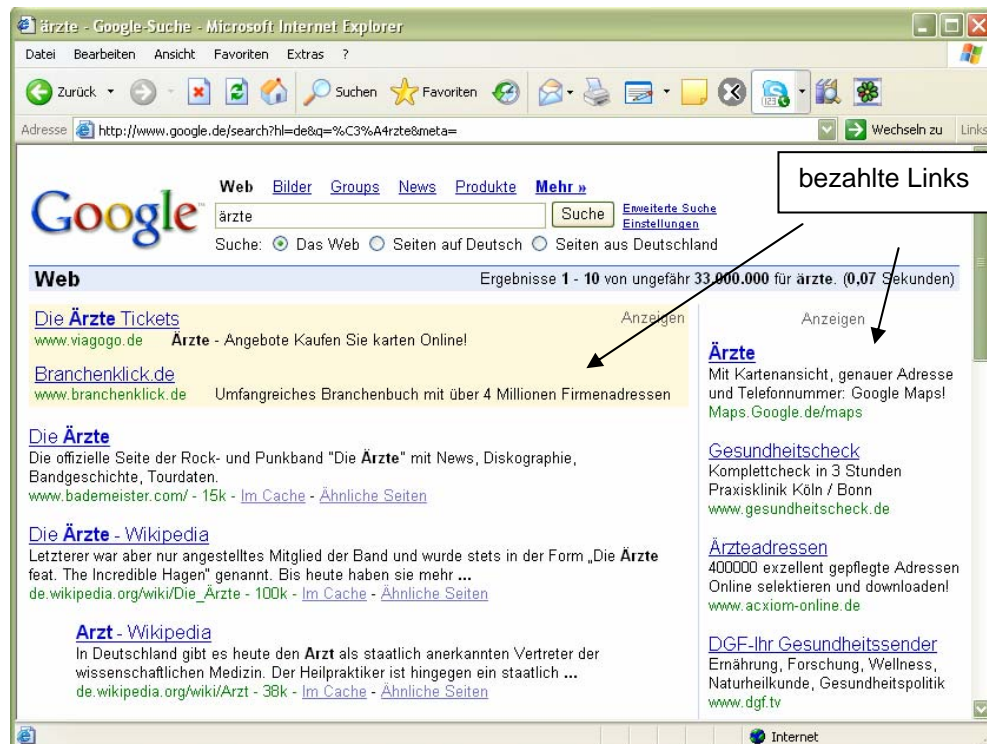 ärzte - Google-Suche - Microsoft Internet Explorer
Datei Bearbeiten Ansicht Favoriten Extras ?
Zurück Suchen Favoriten
Adresse http://www.google.de/search?hl=de&q=%C3%A4rzte&meta= Wechseln zu Links
bezahlte Links
Web Bilder Groups News Produkte Mehr »
Google™
ärzte Suche Erweiterte Suche
Einstellungen
Suche: Das Web Seiten auf Deutsch Seiten aus Deutschland
Web Ergebnisse 1 - 10 von ungefähr 33.000.000 für ärzte. (0,07 Sekunden)
Die Ärzte Tickets Anzeigen
www.viagogo.de Ärzte - Angebote Kaufen Sie karten Online!
Branchenklick.de
www.branchenklick.de Umfangreiches Branchenbuch mit über 4 Millionen Firmenadressen
Die Ärzte
Die offizielle Seite der Rock- und Punkband "Die Ärzte" mit News, Diskographie,
Bandgeschichte, Tourdaten.
www.bademeister.com/ - 15k - Im Cache - Ähnliche Seiten
Die Ärzte - Wikipedia
Letzterer war aber nur angestelltes Mitglied der Band und wurde stets in der Form „Die Ärzte
feat. The Incredible Hagen" genannt. Bis heute haben sie mehr ...
de.wikipedia.org/wiki/Die_Ärzte - 100k - Im Cache - Ähnliche Seiten
Arzt - Wikipedia
In Deutschland gibt es heute den Arzt als staatlich anerkannten Vertreter der
wissenschaftlichen Medizin. Der Heilpraktiker ist hingegen ein staatlich ...
de.wikipedia.org/wiki/Arzt - 38k - Im Cache - Ähnliche Seiten
Anzeigen
Ärzte
Mit Kartenansicht, genauer Adresse
und Telefonnummer: Google Maps!
Maps.Google.de/maps
Gesundheitscheck
Komplettcheck in 3 Stunden
Praxisklinik Köln / Bonn
www.gesundheitscheck.de
Ärzteadressen
400000 exzellent gepflegte Adressen
Online selektieren und downloaden!
www.acxiom-online.de
DGF-Ihr Gesundheitssender
Ernährung, Forschung, Wellness,
Naturheilkunde, Gesundheitspolitik
www.dgf.tv
Internet